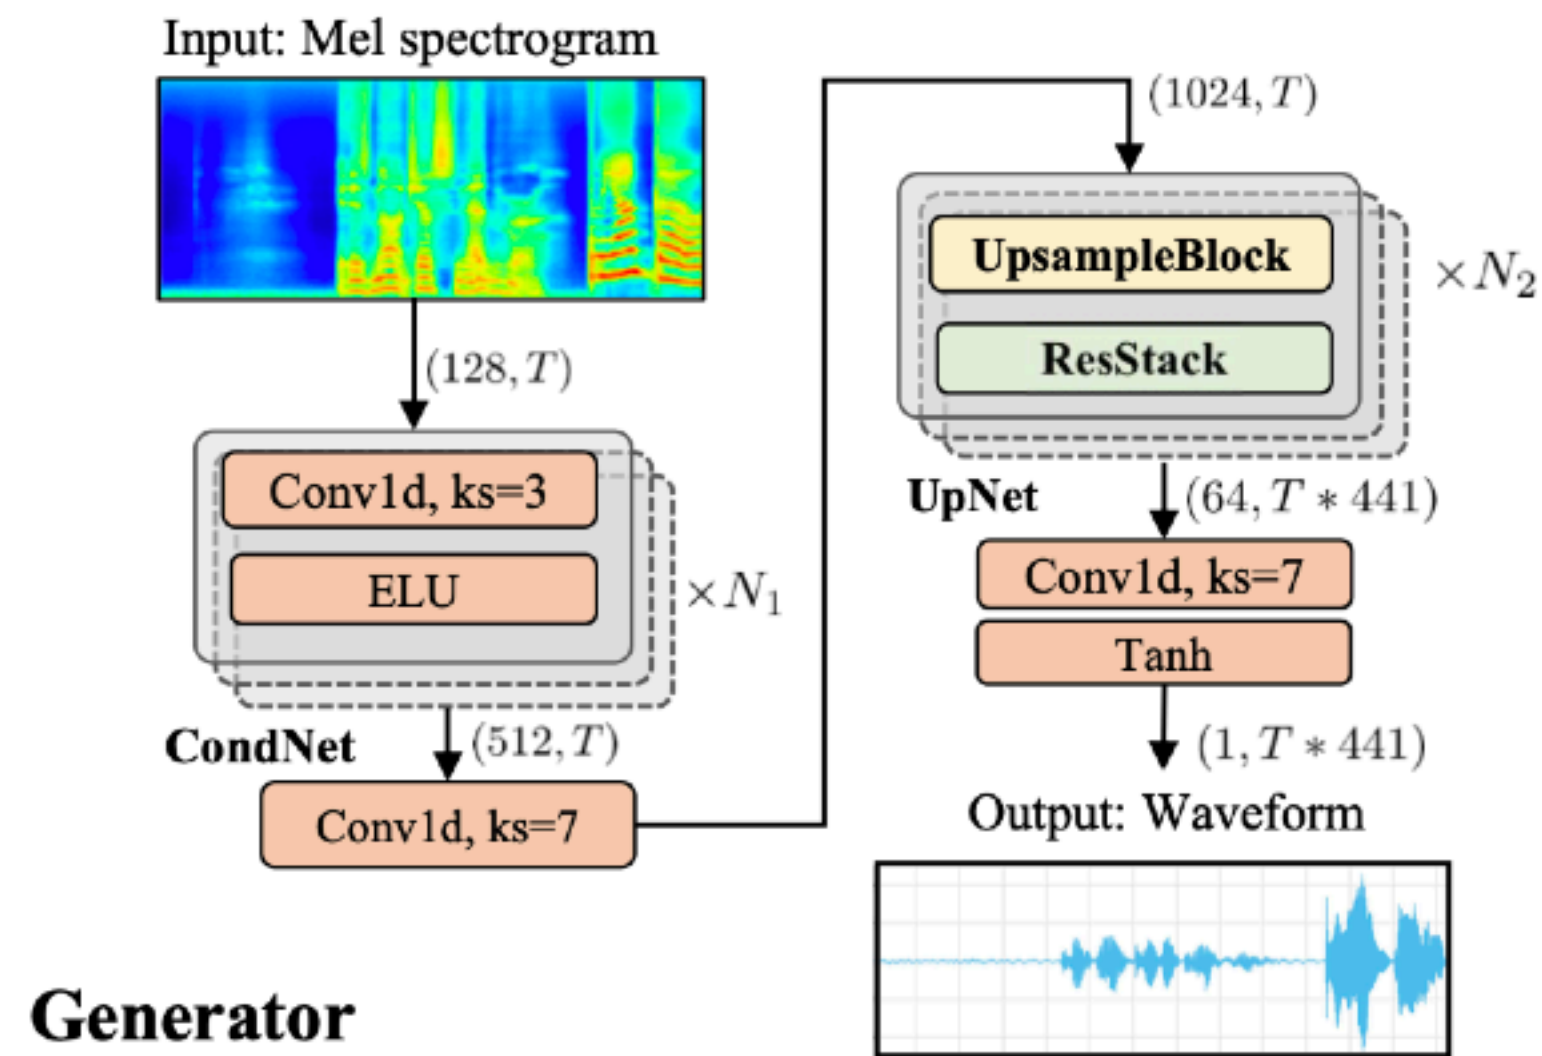 Input: Mel spectrogram
(128, T)
Conv1d, ks=3
ELU
×N₁
CondNet
(512, T)
Conv1d, ks=7
(1024, T)
UpsampleBlock
ResStack
×N₂
UpNet
(64, T * 441)
Conv1d, ks=7
Tanh
(1, T * 441)
Output: Waveform
Generator